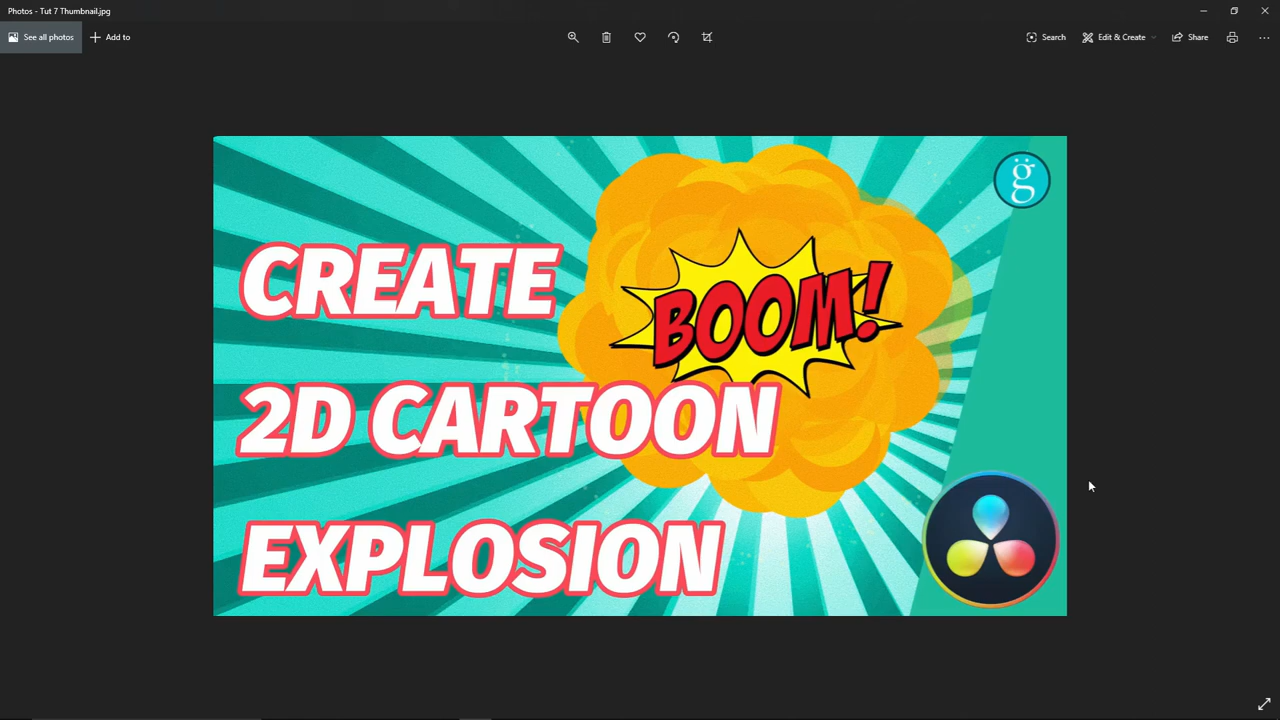 Photos - Tut 7 Thumbnail.jpg
See all photos
Add to
Search
Edit & Create
Share
g̈
CREATE
BOOM!
2D CARTOON
EXPLOSION